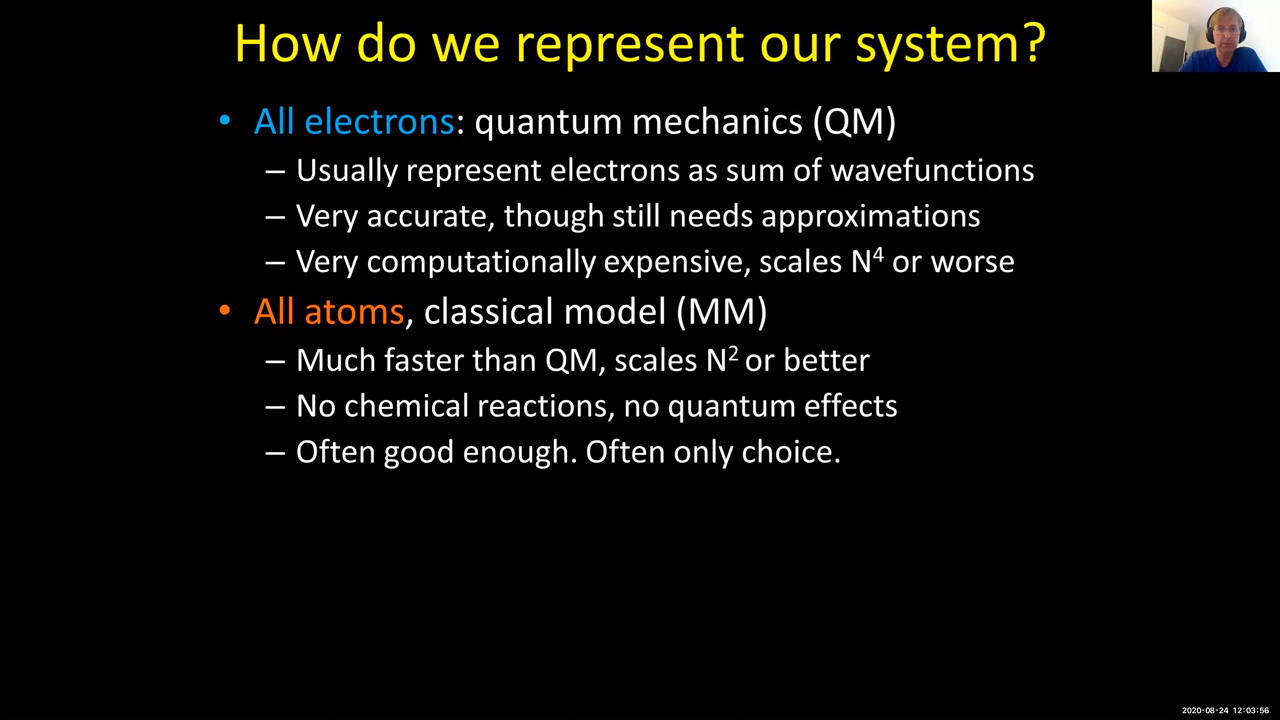 How do we represent our system?
• All electrons: quantum mechanics (QM)
– Usually represent electrons as sum of wavefunctions
– Very accurate, though still needs approximations
– Very computationally expensive, scales N⁴ or worse
• All atoms, classical model (MM)
– Much faster than QM, scales N² or better
– No chemical reactions, no quantum effects
– Often good enough. Often only choice.
2020-08-24 12:03:56